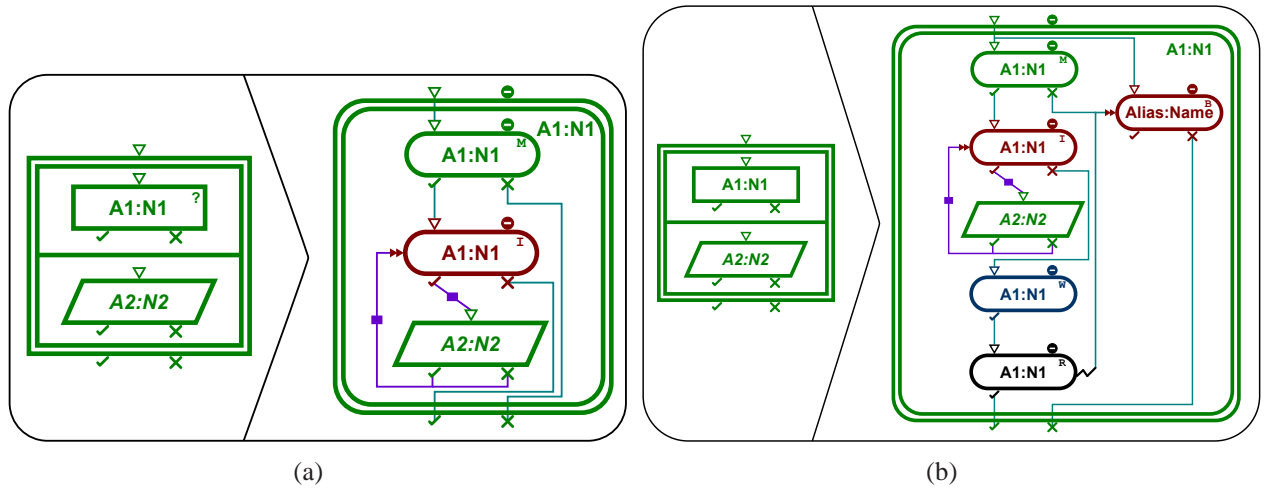 A1:N1 ?
A2:N2
A1:N1
A1:N1 M
A1:N1 I
A2:N2
(a)
A1:N1
A2:N2
A1:N1
A1:N1 M
Alias:Name B
A1:N1 I
A2:N2
A1:N1 W
A1:N1 R
(b)